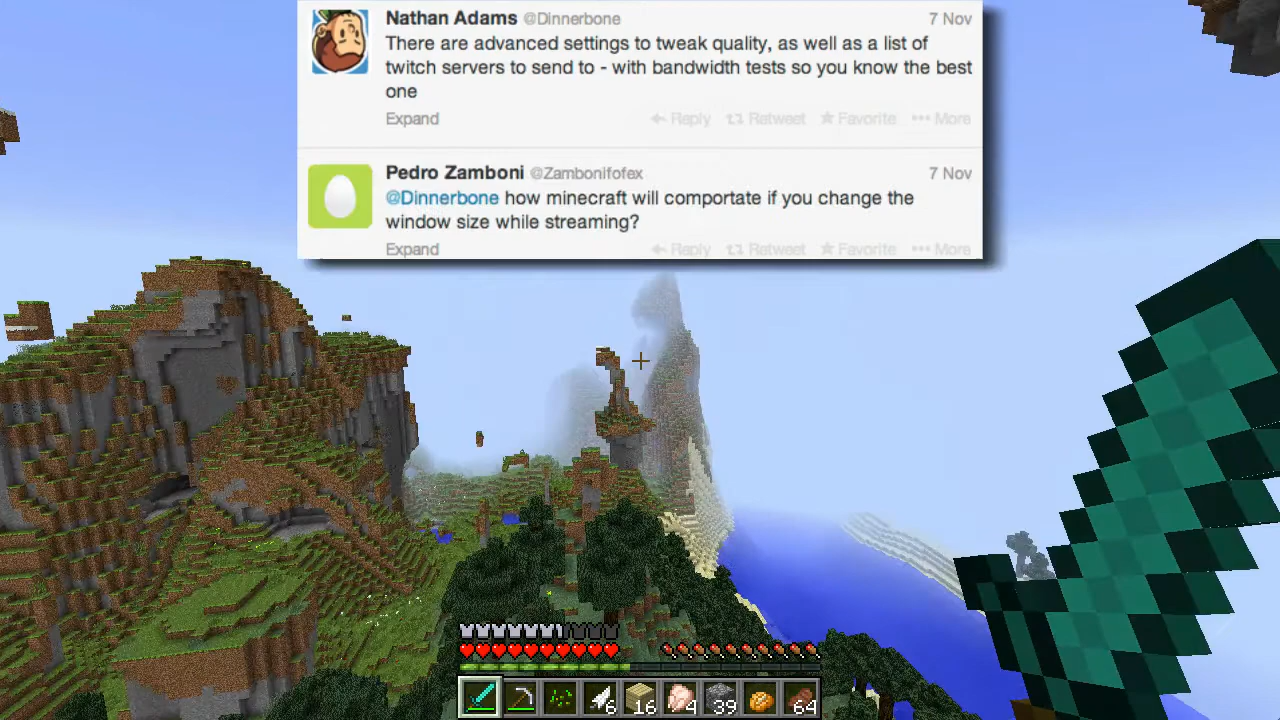 Nathan Adams @Dinnerbone 7 Nov
There are advanced settings to tweak quality, as well as a list of
twitch servers to send to - with bandwidth tests so you know the best
one
Expand Reply Retweet Favorite More
Pedro Zamboni @Zambonifofex 7 Nov
@Dinnerbone how minecraft will comportate if you change the
window size while streaming?
Expand Reply Retweet Favorite More
6 16 4 39 64